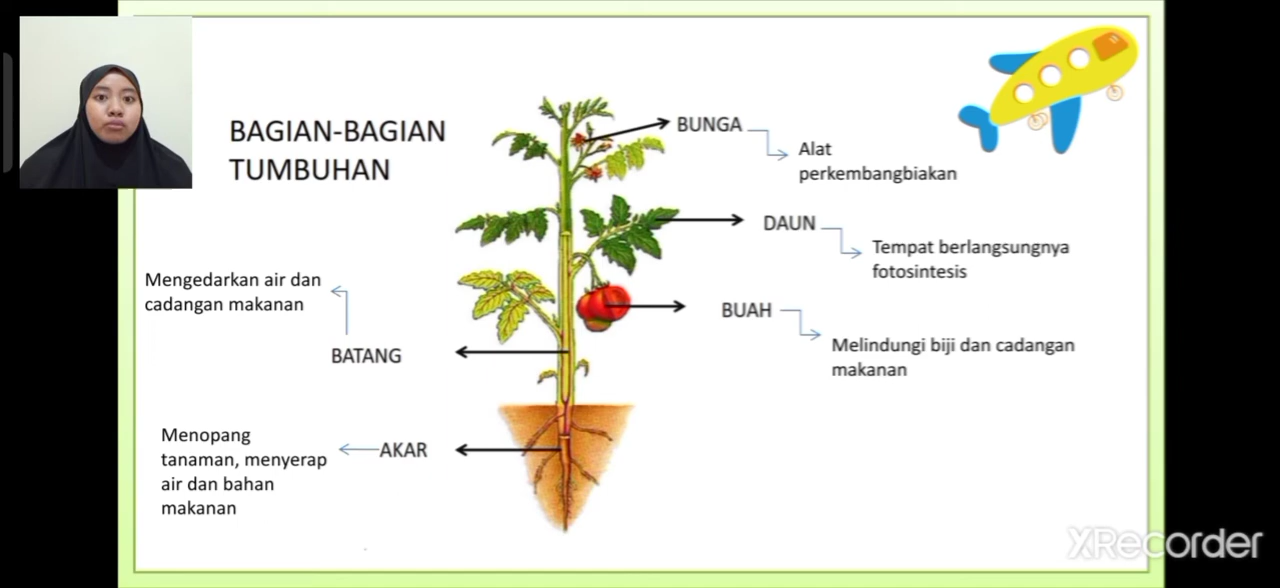 BAGIAN-BAGIAN
TUMBUHAN
BUNGA
Alat
perkembangbiakan
DAUN
Tempat berlangsungnya
fotosintesis
BUAH
Melindungi biji dan cadangan
makanan
Mengedarkan air dan
cadangan makanan
BATANG
Menopang
tanaman, menyerap
air dan bahan
makanan
AKAR
XRecorder